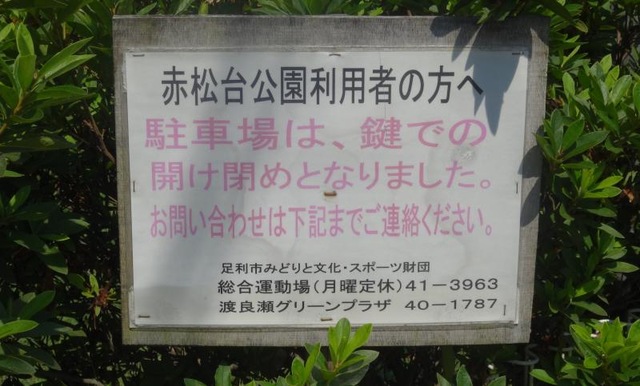 赤松台公園利用者の方へ
駐車場は、鍵での
開け閉めとなりました。
お問い合わせは下記までご連絡ください。
足利市みどりと文化・スポーツ財団
総合運動場(月曜定休)41-3963
渡良瀬グリーンプラザ 40-1787